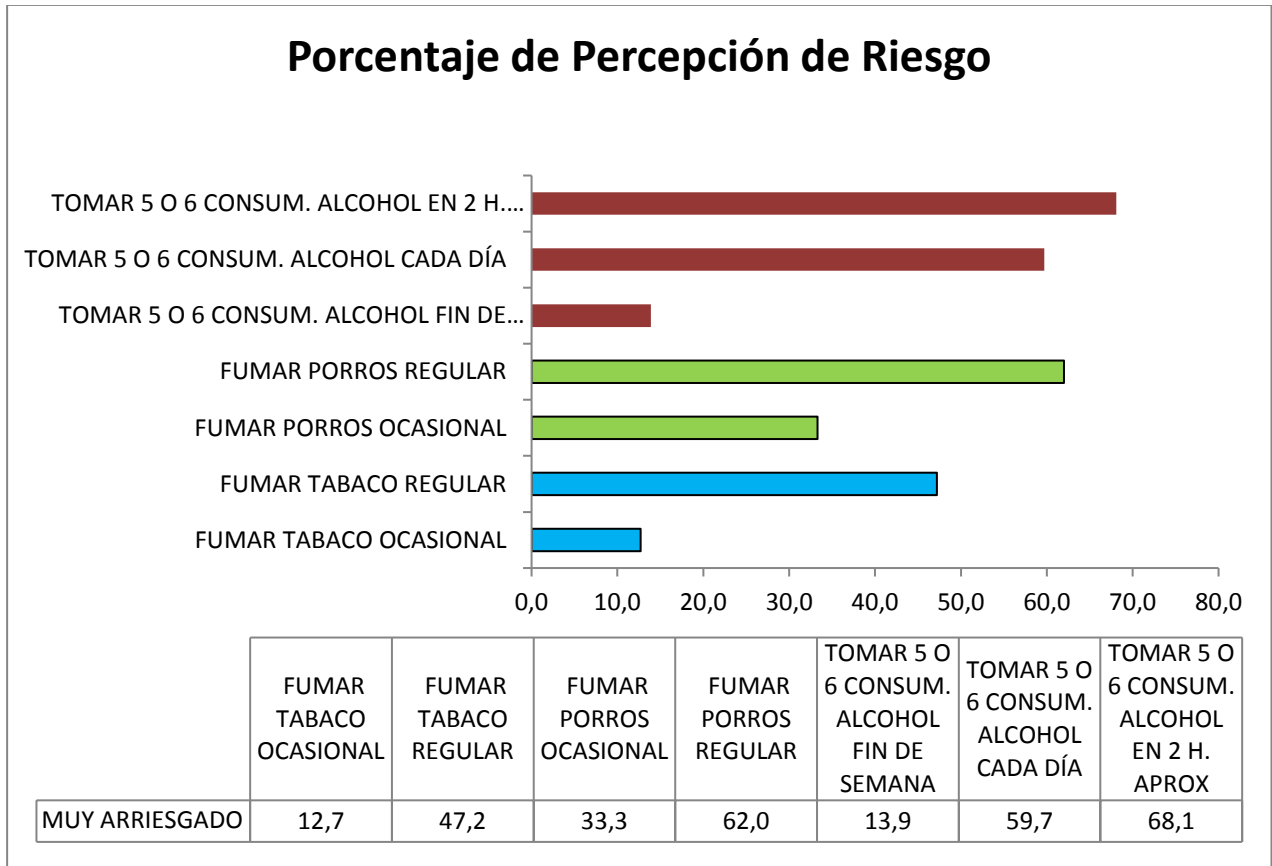 Porcentaje de Percepción de Riesgo
TOMAR 5 O 6 CONSUM. ALCOHOL EN 2 H....
TOMAR 5 O 6 CONSUM. ALCOHOL CADA DÍA
TOMAR 5 O 6 CONSUM. ALCOHOL FIN DE...
FUMAR PORROS REGULAR
FUMAR PORROS OCASIONAL
FUMAR TABACO REGULAR
FUMAR TABACO OCASIONAL
0,0 10,0 20,0 30,0 40,0 50,0 60,0 70,0 80,0
FUMAR
TABACO
OCASIONAL
FUMAR
TABACO
REGULAR
FUMAR
PORROS
OCASIONAL
FUMAR
PORROS
REGULAR
TOMAR 5 O
6 CONSUM.
ALCOHOL
FIN DE
SEMANA
TOMAR 5 O
6 CONSUM.
ALCOHOL
CADA DÍA
TOMAR 5 O
6 CONSUM.
ALCOHOL
EN 2 H.
APROX
MUY ARRIESGADO 12,7 47,2 33,3 62,0 13,9 59,7 68,1